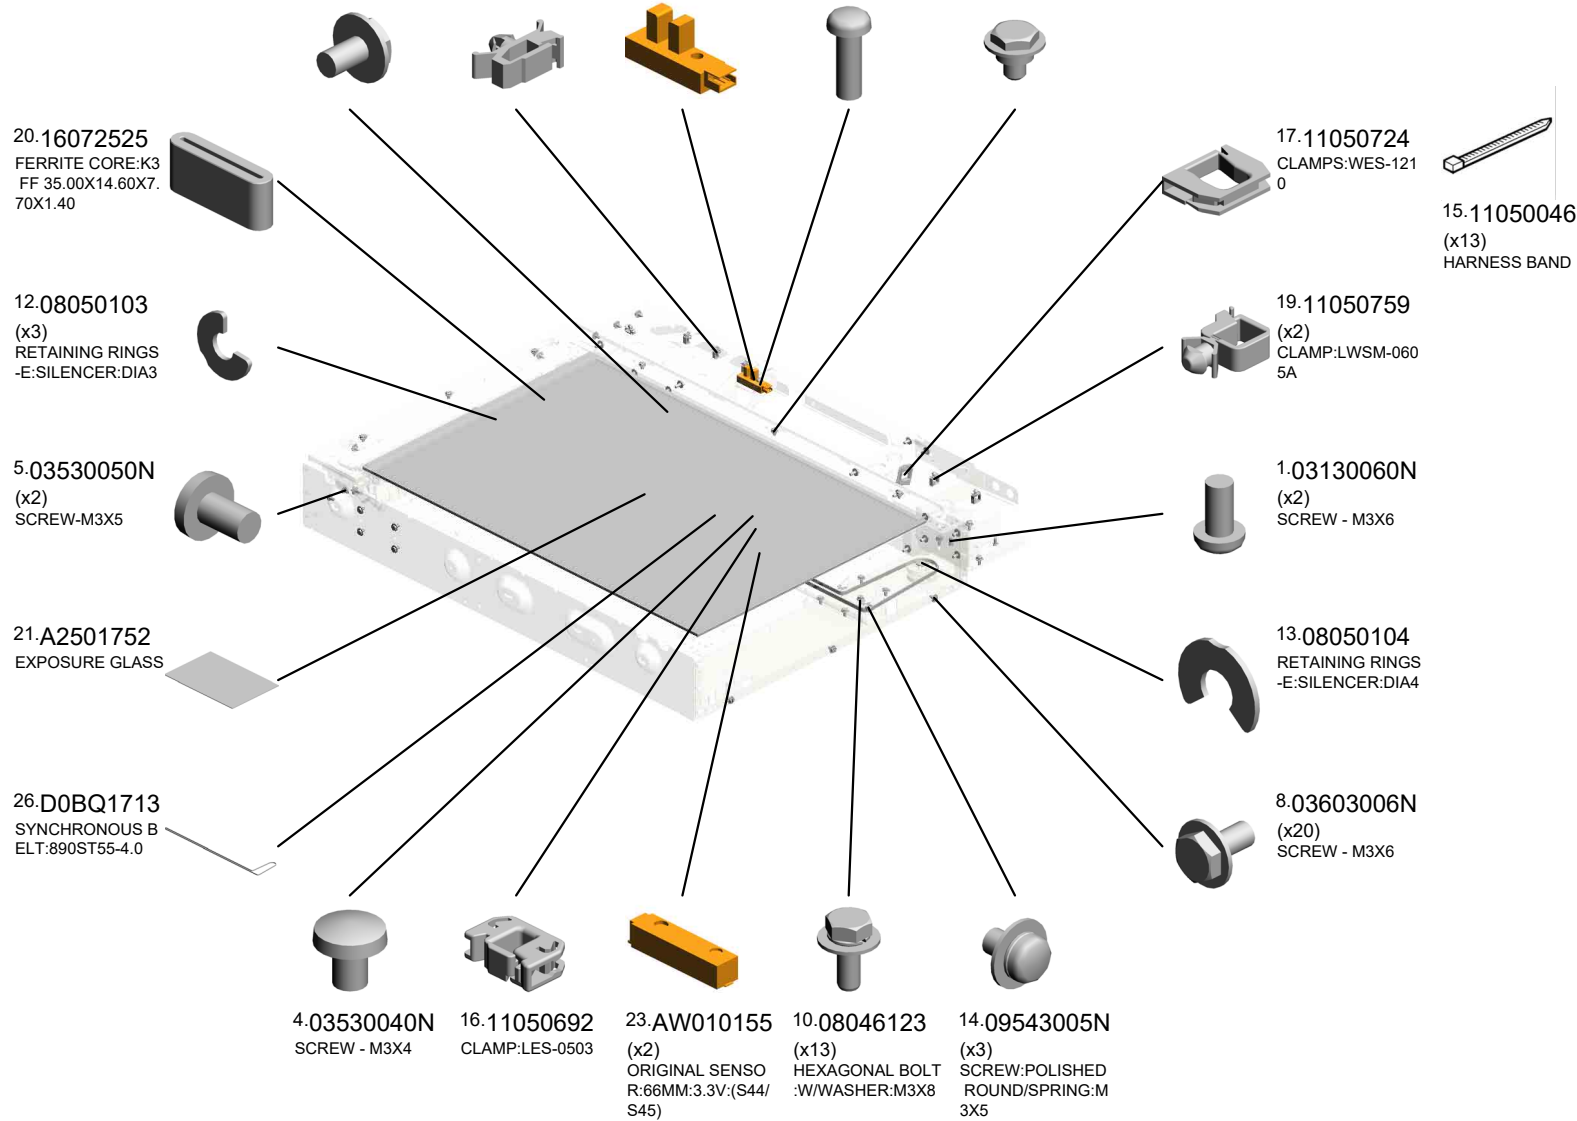 20.16072525
FERRITE CORE:K3
FF 35.00X14.60X7.
70X1.40
12.08050103
(x3)
RETAINING RINGS
-E:SILENCER:DIA3
5.03530050N
(x2)
SCREW-M3X5
21.A2501752
EXPOSURE GLASS
26.D0BQ1713
SYNCHRONOUS B
ELT:890ST55-4.0
17.11050724
CLAMPS:WES-121
0
15.11050046
(x13)
HARNESS BAND
19.11050759
(x2)
CLAMP:LWSM-060
5A
1.03130060N
(x2)
SCREW - M3X6
13.08050104
RETAINING RINGS
-E:SILENCER:DIA4
8.03603006N
(x20)
SCREW - M3X6
4.03530040N
SCREW - M3X4
16.11050692
CLAMP:LES-0503
23.AW010155
(x2)
ORIGINAL SENSO
R:66MM:3.3V:(S44/
S45)
10.08046123
(x13)
HEXAGONAL BOLT
:W/WASHER:M3X8
14.09543005N
(x3)
SCREW:POLISHED
ROUND/SPRING:M
3X5